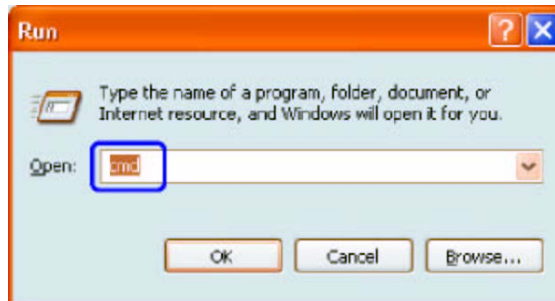 Run
Type the name of a program, folder, document, or
Internet resource, and Windows will open it for you.
Open: cmd
OK Cancel Browse...